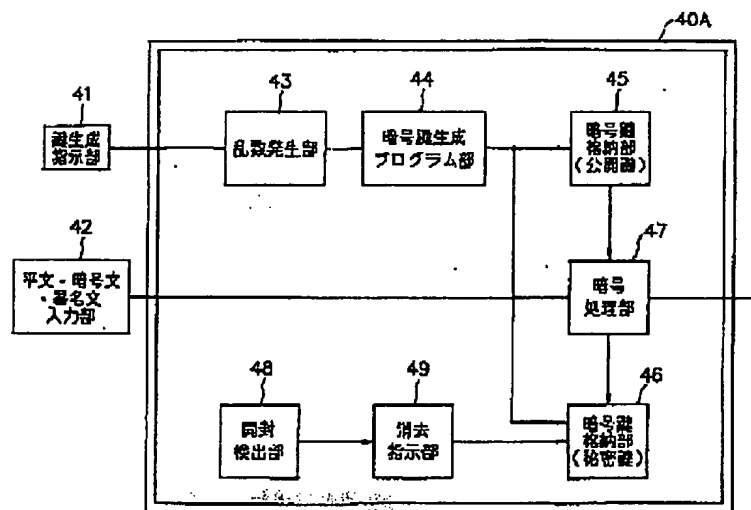 40A
41
鍵生成
指示部
43
乱数発生部
44
暗号鍵生成
プログラム部
45
暗号鍵
格納部
(公開鍵)
42
平文・暗号文
・署名文
入力部
47
暗号
処理部
48
開封
検出部
49
消去
指示部
46
暗号鍵
格納部
(秘密鍵)